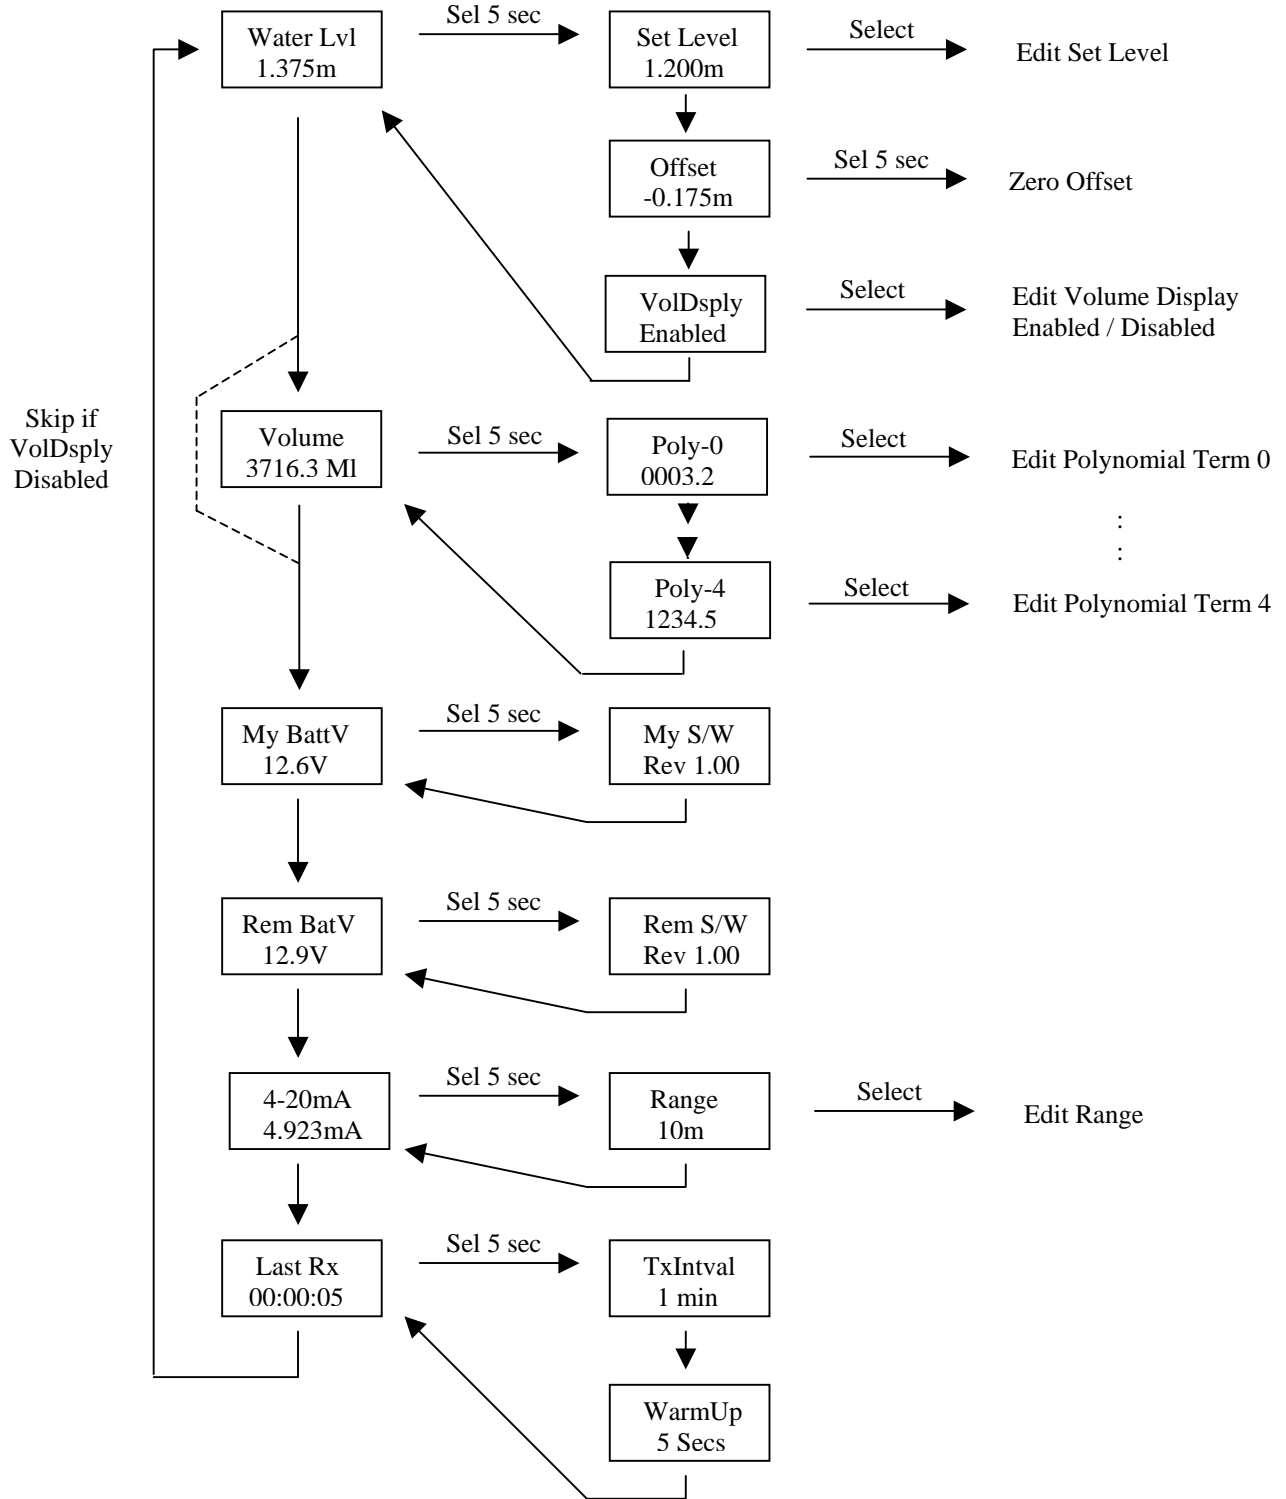 Water Lvl
1.375m
Sel 5 sec
Set Level
1.200m
Select
Edit Set Level
Offset
-0.175m
Sel 5 sec
Zero Offset
VolDsply
Enabled
Select
Edit Volume Display
Enabled / Disabled
Skip if
VolDsply
Disabled
Volume
3716.3 Ml
Sel 5 sec
Poly-0
0003.2
Select
Edit Polynomial Term 0
:
:
Poly-4
1234.5
Select
Edit Polynomial Term 4
My BattV
12.6V
Sel 5 sec
My S/W
Rev 1.00
Rem BatV
12.9V
Sel 5 sec
Rem S/W
Rev 1.00
4-20mA
4.923mA
Sel 5 sec
Range
10m
Select
Edit Range
Last Rx
00:00:05
Sel 5 sec
TxIntval
1 min
WarmUp
5 Secs